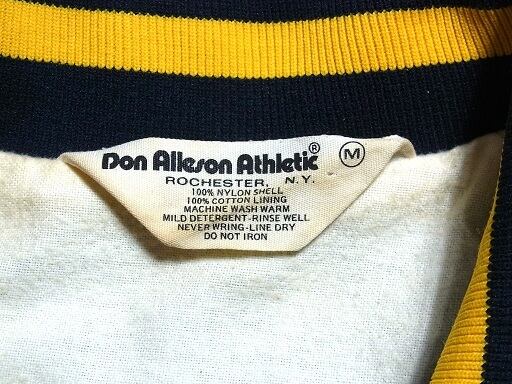 Don Alleson Athletic® M
ROCHESTER, N.Y.
100% NYLON SHELL
100% COTTON LINING
MACHINE WASH WARM
MILD DETERGENT-RINSE WELL
NEVER WRING-LINE DRY
DO NOT IRON